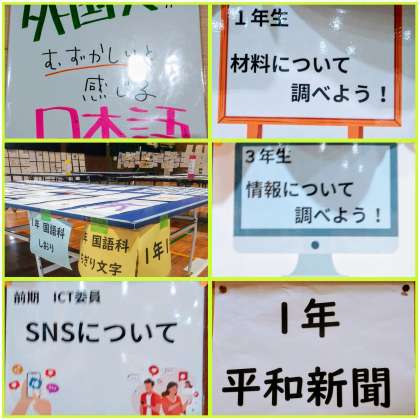 外国人が
むずかしいと
感じる
日本語
1年生
材料について
調べよう！
1年 国語科
しおり
年 国語科
ぎり文字
1年
3年生
情報について
調べよう！
前期 ICT委員
SNSについて
1年
平和新聞